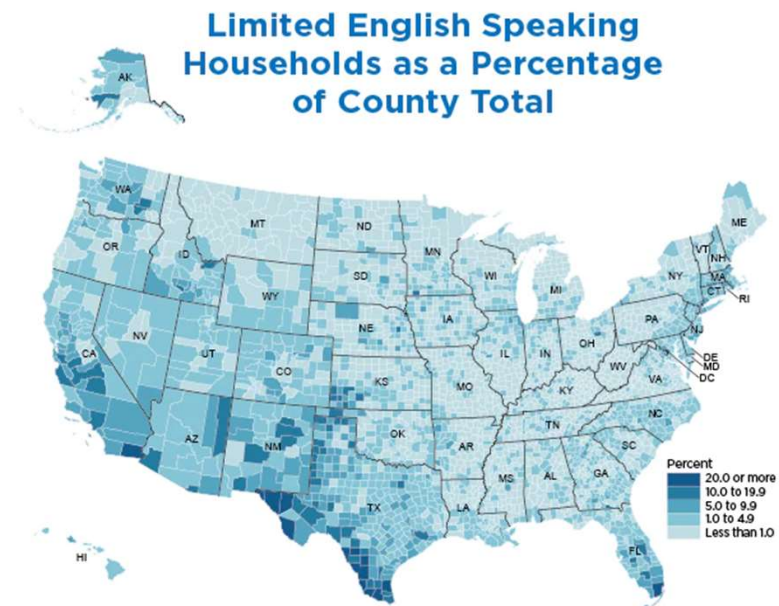 Limited English Speaking
Households as a Percentage
of County Total
AK
WA
MT
ND
MN
ME
OR
ID
SD
WI
MI
VT
NH
NY
MA
CT
RI
WY
IA
PA
NJ
NE
NV
UT
CO
IL
IN
OH
DE
MD
DC
CA
KS
MO
WV
VA
KY
NC
TN
AZ
NM
OK
AR
SC
MS
AL
GA
TX
LA
FL
HI
Percent
20.0 or more
10.0 to 19.9
5.0 to 9.9
1.0 to 4.9
Less than 1.0